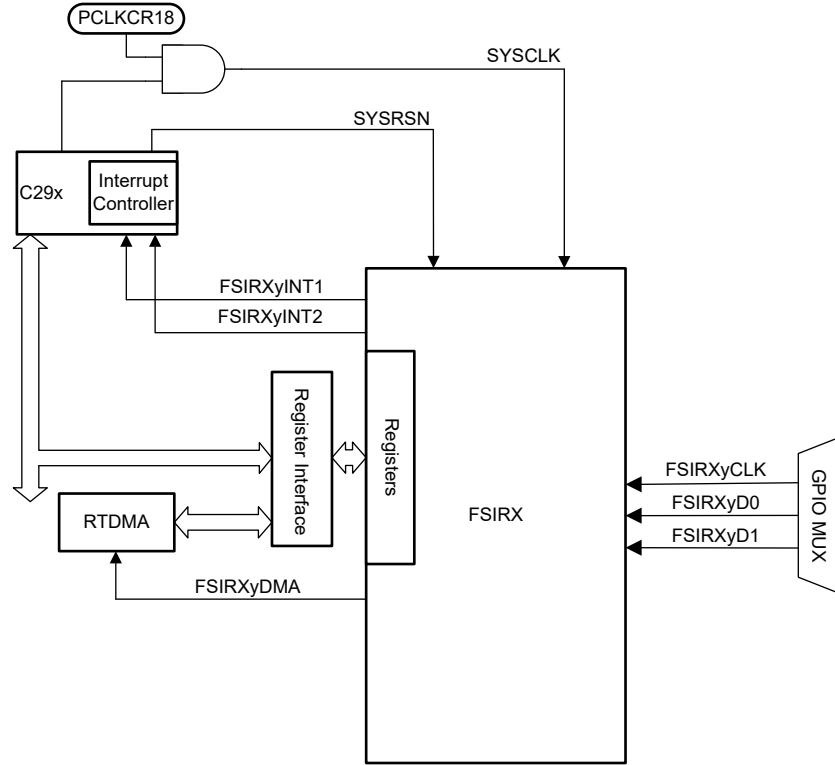 PCLKCR18
SYSCLK
SYSRSN
C29x
Interrupt
Controller
FSIRXyINT1
FSIRXyINT2
Register Interface
Registers
FSIRX
RTDMA
FSIRXyDMA
FSIRXyCLK
FSIRXyD0
FSIRXyD1
GPIO MUX